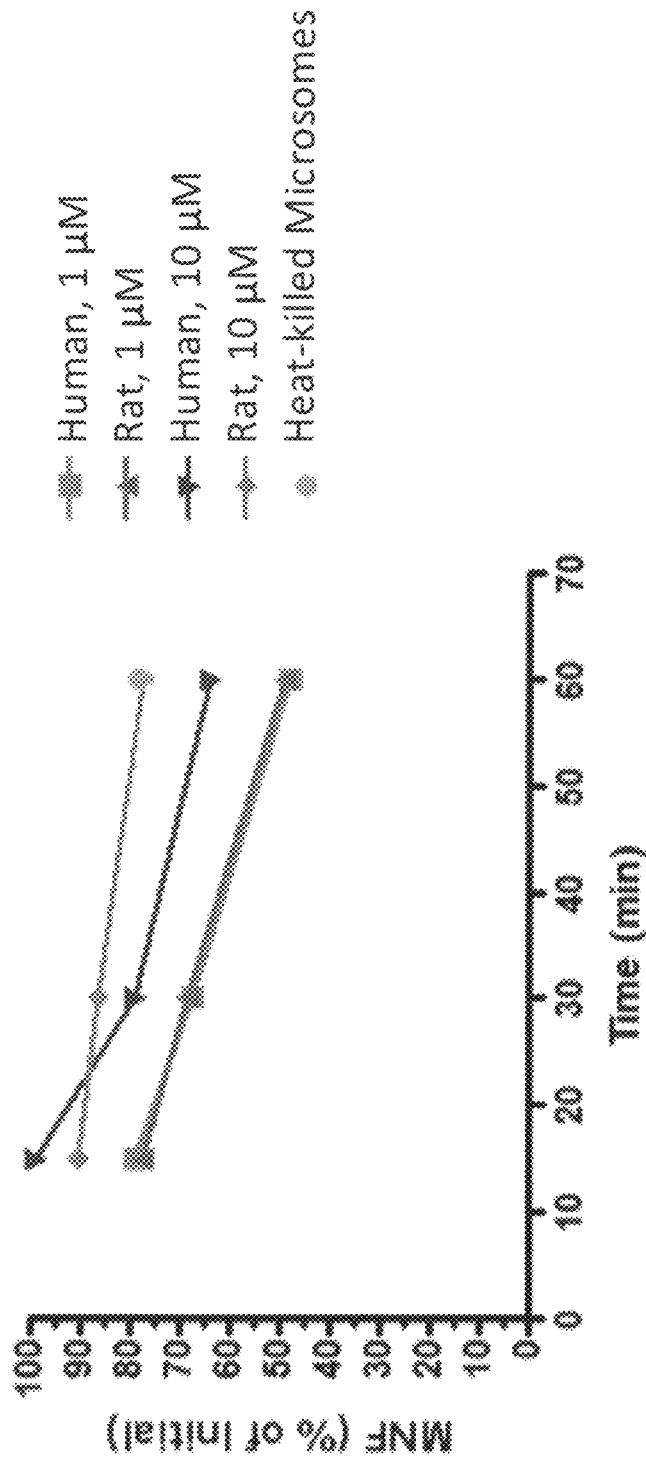 Human, 1 µM
Rat, 1 µM
Human, 10 µM
Rat, 10 µM
Heat-killed Microsomes
MNF (% of Initial)
100
90
80
70
60
50
40
30
20
10
0
0 10 20 30 40 50 60 70
Time (min)